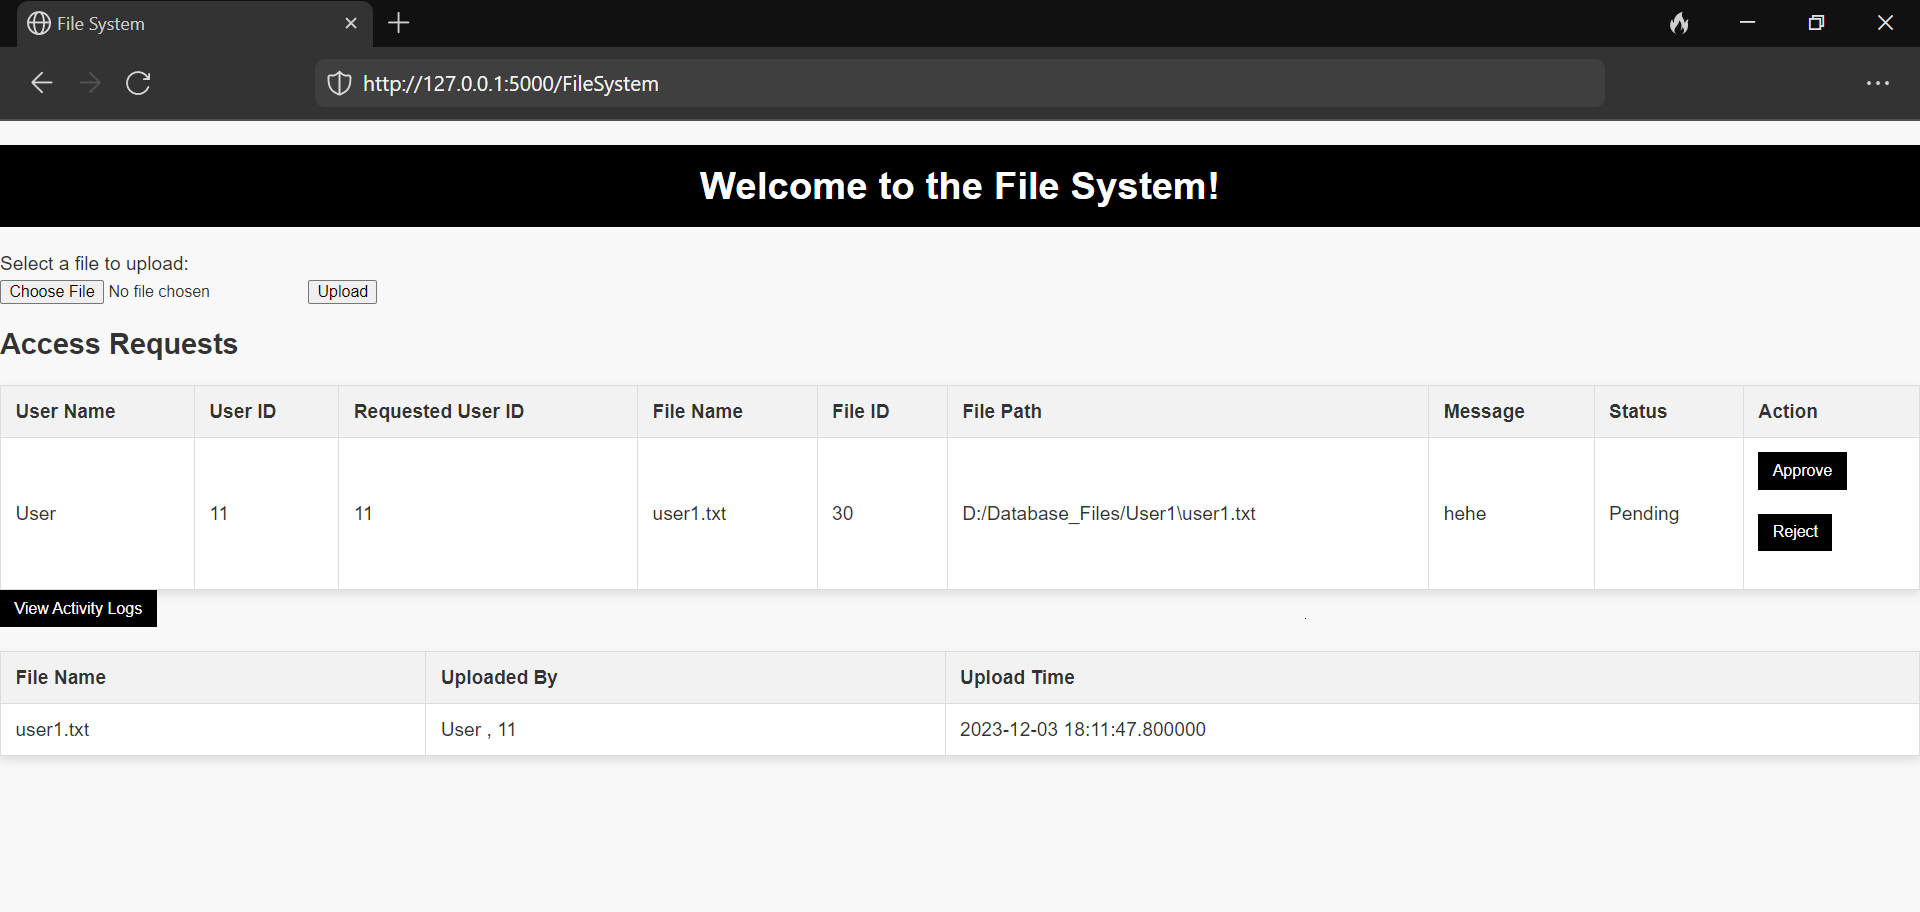 File System
http://127.0.0.1:5000/FileSystem
Welcome to the File System!
Select a file to upload:
Choose File No file chosen Upload
Access Requests
User Name User ID Requested User ID File Name File ID File Path Message Status Action
User 11 11 user1.txt 30 D:/Database_Files/User1\user1.txt hehe Pending Approve
Reject
View Activity Logs
File Name Uploaded By Upload Time
user1.txt User , 11 2023-12-03 18:11:47.800000